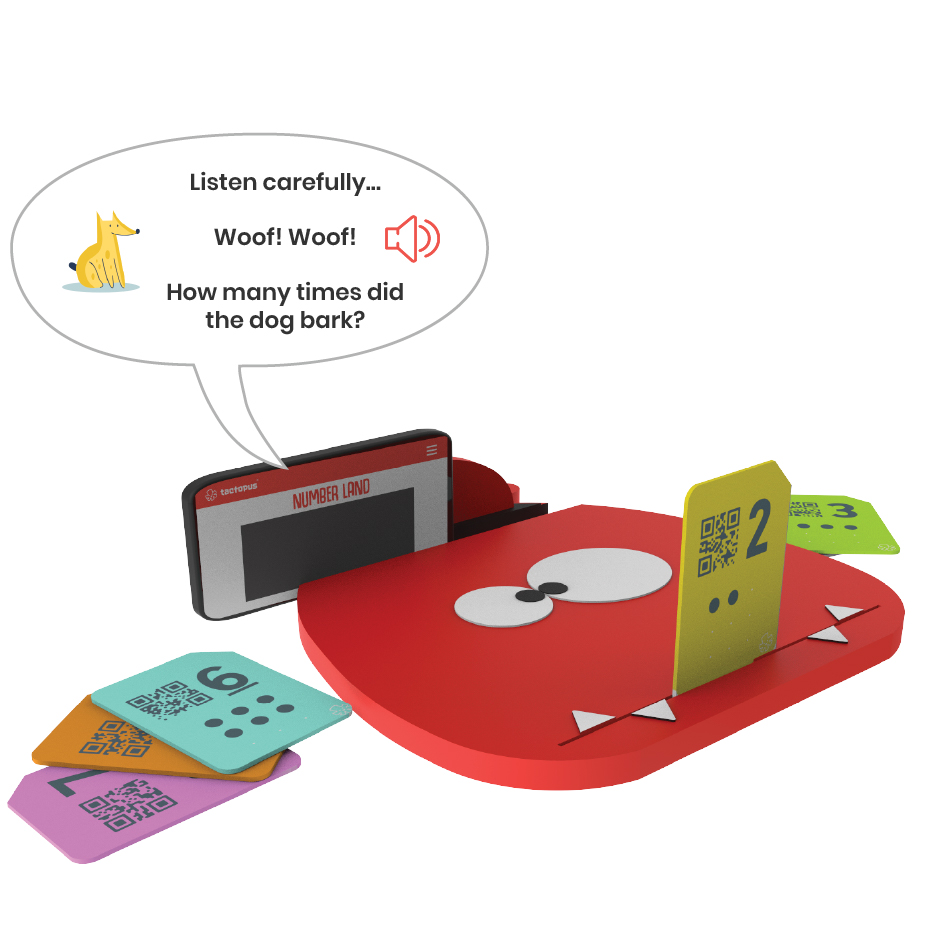 Listen carefully...
Woof! Woof!
How many times did
the dog bark?
tactopus
NUMBER LAND
2
3
6
7